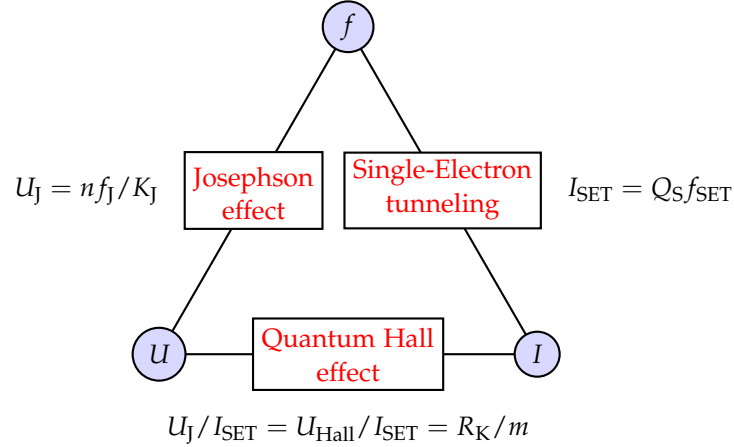 f
U_J = n f_J / K_J
Josephson
effect
Single-Electron
tunneling
I_SET = Q_S f_SET
U
Quantum Hall
effect
I
U_J / I_SET = U_Hall / I_SET = R_K / m